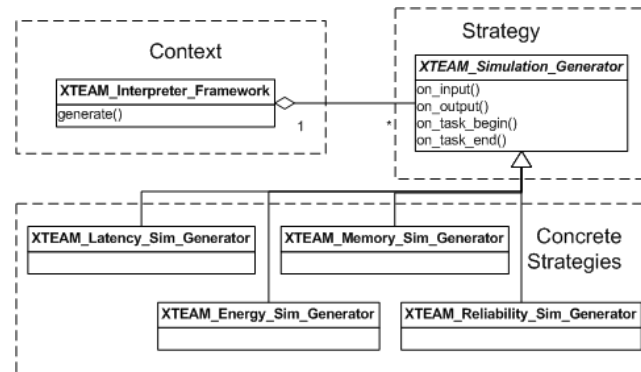 Context
Strategy
XTEAM_Interpreter_Framework
generate()
1
*
XTEAM_Simulation_Generator
on_input()
on_output()
on_task_begin()
on_task_end()
XTEAM_Latency_Sim_Generator
XTEAM_Memory_Sim_Generator
Concrete
Strategies
XTEAM_Energy_Sim_Generator
XTEAM_Reliability_Sim_Generator